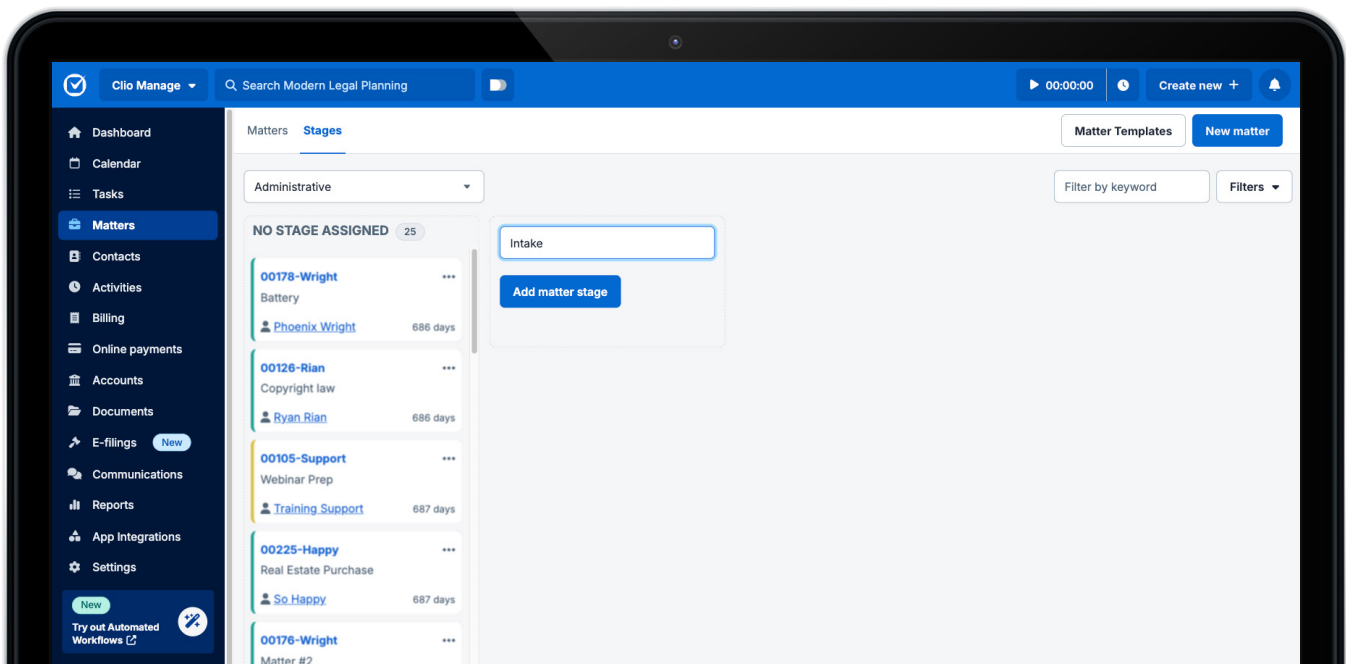 Clio Manage
Search Modern Legal Planning
00:00:00
Create new +
Dashboard
Calendar
Tasks
Matters
Contacts
Activities
Billing
Online payments
Accounts
Documents
E-filings New
Communications
Reports
App Integrations
Settings
New
Try out Automated
Workflows
Matters Stages
Matter Templates
New matter
Administrative
Filter by keyword
Filters
NO STAGE ASSIGNED 25
00178-Wright
Battery
Phoenix Wright 686 days
00126-Rian
Copyright law
Ryan Rian 686 days
00105-Support
Webinar Prep
Training Support 687 days
00225-Happy
Real Estate Purchase
So Happy 687 days
00176-Wright
Matter #2
Intake
Add matter stage